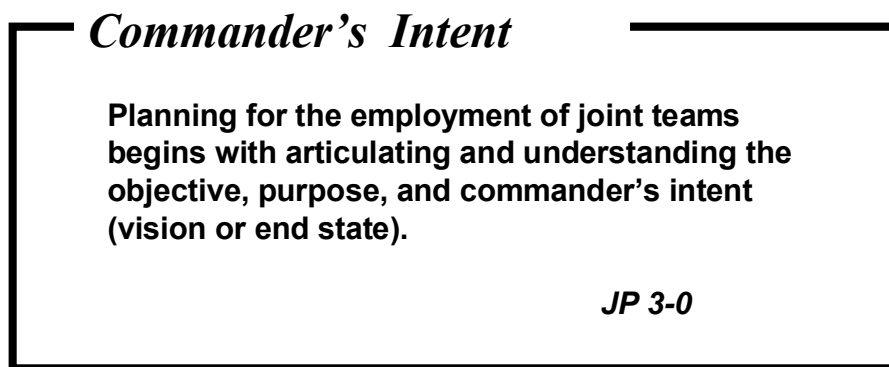 Commander's Intent
Planning for the employment of joint teams
begins with articulating and understanding the
objective, purpose, and commander's intent
(vision or end state).
JP 3-0